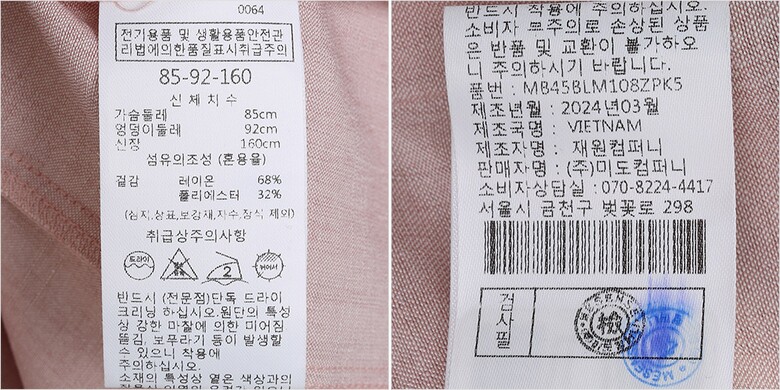 0064
전기용품 및 생활용품안전관
리법에의한품질표시취급주의
85-92-160
신 체 치 수
가슴둘레 85cm
엉덩이둘레 92cm
신장 160cm
섬유의조성 (혼용율)
겉감 레이온 68%
폴리에스터 32%
(심지,상표,보강재,자수,장식 제외)
취급상주의사항
드라이
2
반드시 (전문점)단독 드라이
크리닝 하십시오.원단의 특성
상 강한 마찰에 의한 미어짐
뜯김, 보푸라기 등이 발생할
수 있으니 착용에
주의하십시오.
소재의 특성상 옅은 색상과의
반드시 착용에 주의하십시오.
소비자 부주의로 손상된 상품
은 반품 및 교환이 불가하오
니 주의하시기 바랍니다.
품번 : MB45BLM108ZPK5
제조년월 : 2024년03월
제조국명 : VIETNAM
제조자명 : 재원컴퍼니
판매자명 : (주)미도컴퍼니
소비자상담실 : 070-8224-4417
서울시 금천구 벚꽃로 298
검사필